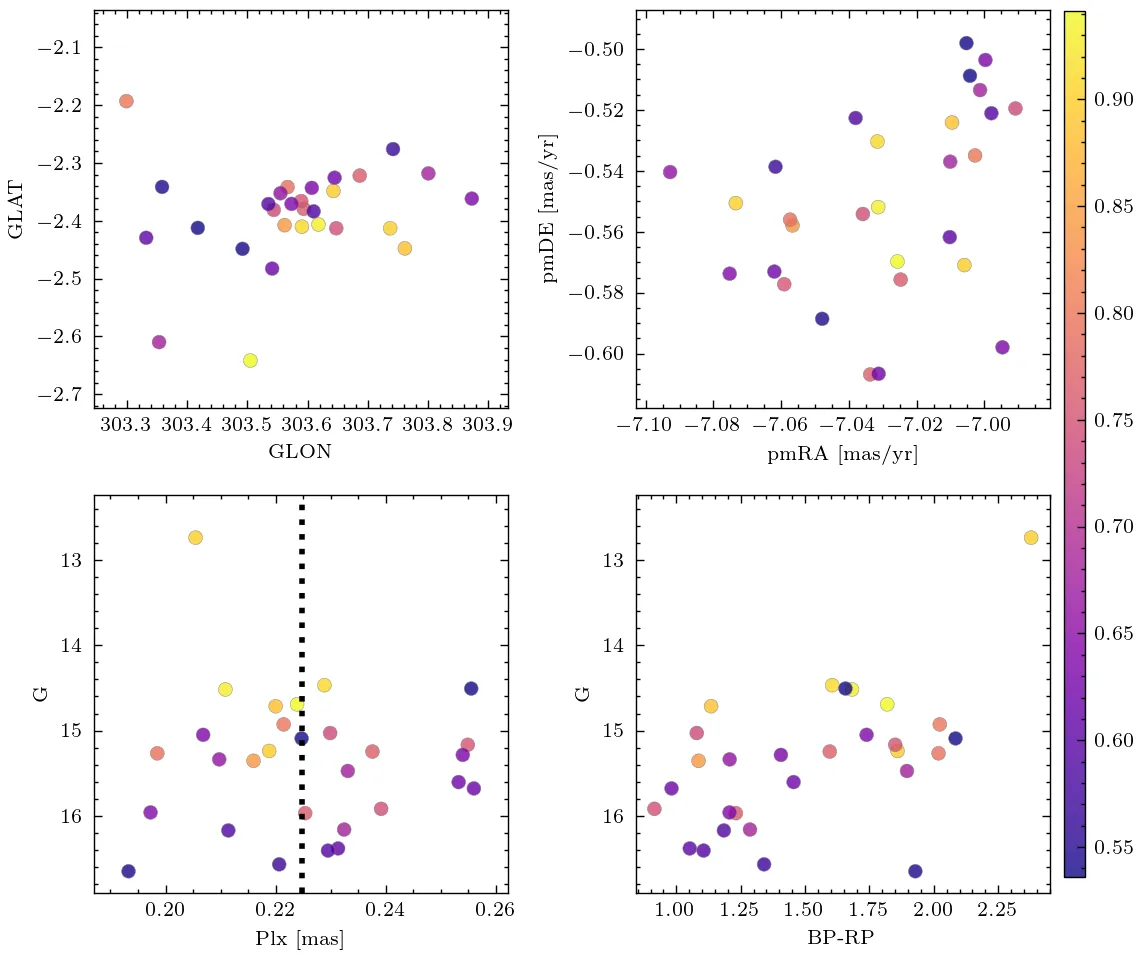 −2.1
−2.2
−2.3
−2.4
−2.5
−2.6
−2.7
GLAT
303.3 303.4 303.5 303.6 303.7 303.8 303.9
GLON
−0.50
−0.52
−0.54
−0.56
−0.58
−0.60
pmDE [mas/yr]
−7.10 −7.08 −7.06 −7.04 −7.02 −7.00
pmRA [mas/yr]
13
14
15
16
G
0.20 0.22 0.24 0.26
Plx [mas]
13
14
15
16
G
1.00 1.25 1.50 1.75 2.00 2.25
BP-RP
0.90
0.85
0.80
0.75
0.70
0.65
0.60
0.55